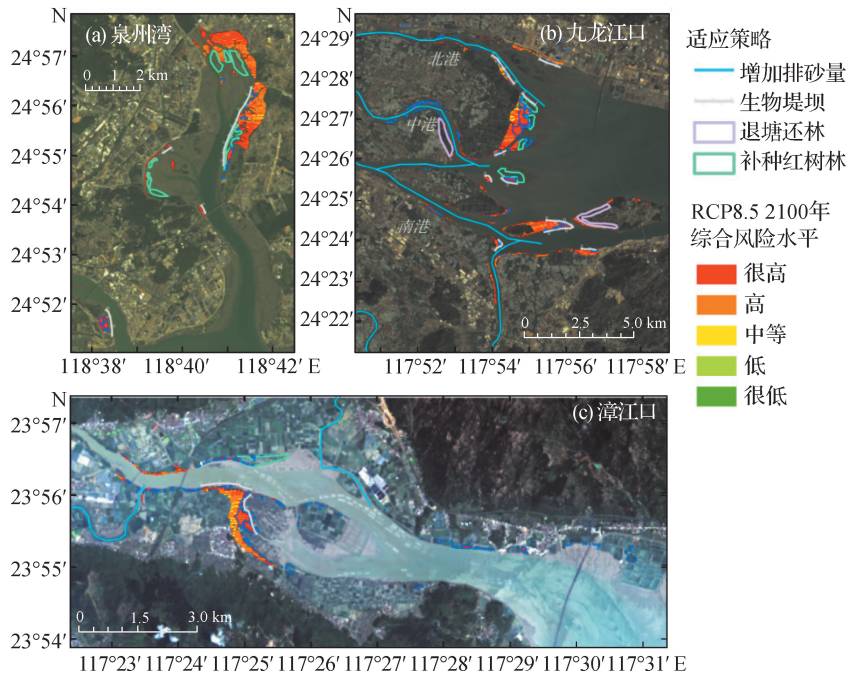 N
(a) 泉州湾
24°57′
24°56′
24°55′
24°54′
24°53′
24°52′
0 1 2 km
118°38′ 118°40′ 118°42′ E
N
(b) 九龙江口
24°29′
24°28′
24°27′
24°26′
24°25′
24°24′
24°23′
24°22′
北港
中港
南港
0 2.5 5.0 km
117°52′ 117°54′ 117°56′ 117°58′ E
适应策略
增加排砂量
生物堤坝
退塘还林
补种红树林
RCP8.5 2100年
综合风险水平
很高
高
中等
低
很低
N
(c) 漳江口
23°57′
23°56′
23°55′
23°54′
0 1.5 3.0 km
117°23′ 117°24′ 117°25′ 117°26′ 117°27′ 117°28′ 117°29′ 117°30′ 117°31′ E